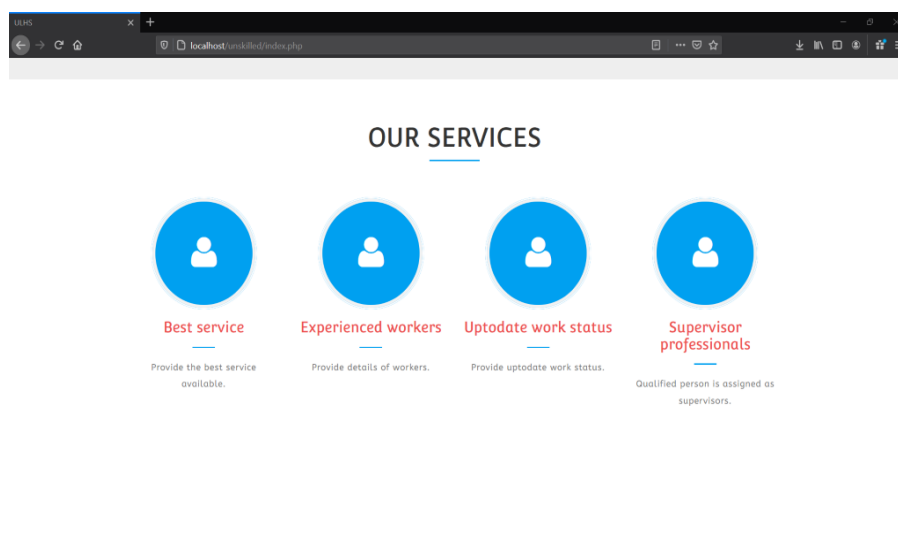 ULHS
localhost/unskilled/index.php
OUR SERVICES
Best service
Provide the best service
available.
Experienced workers
Provide details of workers.
Uptodate work status
Provide uptodate work status.
Supervisor
professionals
Qualified person is assigned as
supervisors.